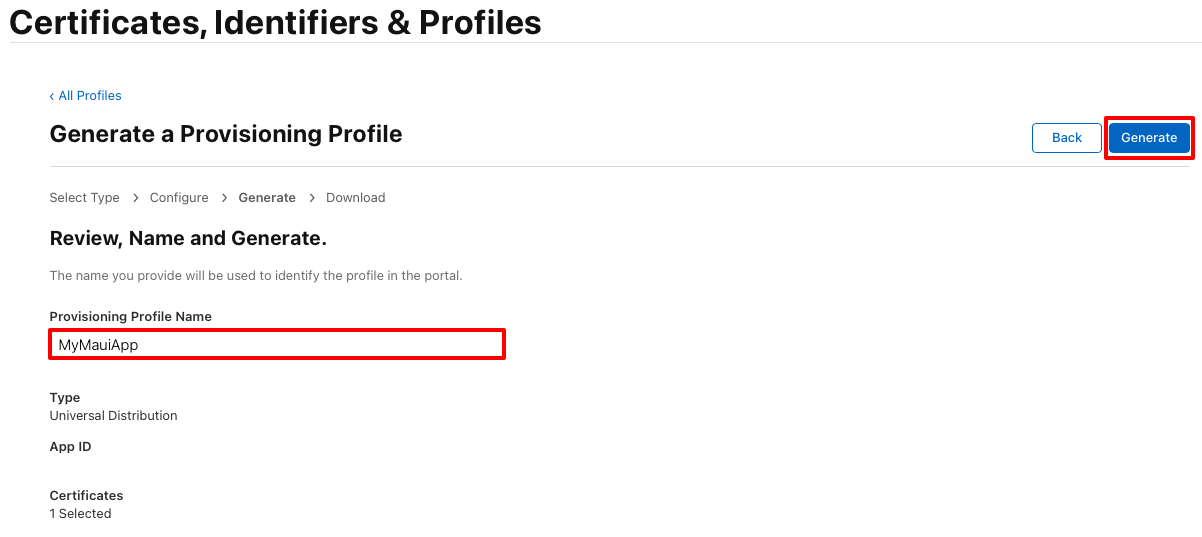 Certificates, Identifiers & Profiles
‹ All Profiles
Generate a Provisioning Profile
Back
Generate
Select Type > Configure > Generate > Download
Review, Name and Generate.
The name you provide will be used to identify the profile in the portal.
Provisioning Profile Name
MyMauiApp
Type
Universal Distribution
App ID
Certificates
1 Selected